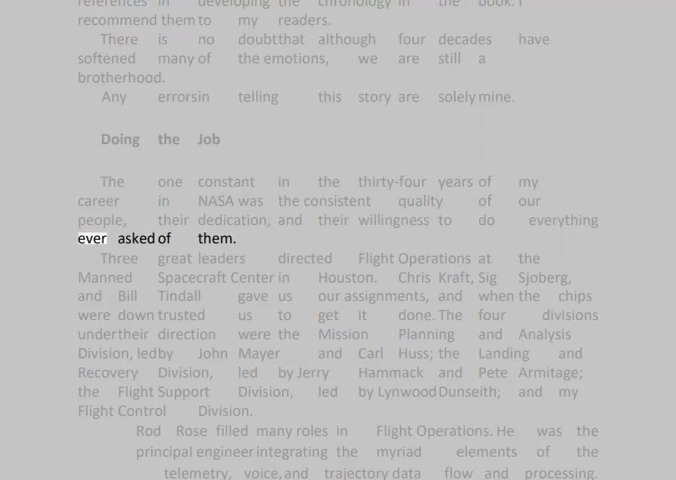 references in developing the chronology in the book. I
recommend them to my readers.
There is no doubt that although four decades have
softened many of the emotions, we are still a
brotherhood.
Any errors in telling this story are solely mine.
Doing the Job
The one constant in the thirty-four years of my
career in NASA was the consistent quality of our
people, their dedication, and their willingness to do everything
ever asked of them.
Three great leaders directed Flight Operations at the
Manned Spacecraft Center in Houston. Chris Kraft, Sig Sjoberg,
and Bill Tindall gave us our assignments, and when the chips
were down trusted us to get it done. The four divisions
under their direction were the Mission Planning and Analysis
Division, led by John Mayer and Carl Huss; the Landing and
Recovery Division, led by Jerry Hammack and Pete Armitage;
the Flight Support Division, led by Lynwood Dunseith; and my
Flight Control Division.
Rod Rose filled many roles in Flight Operations. He was the
principal engineer integrating the myriad elements of the
telemetry, voice, and trajectory data flow and processing.